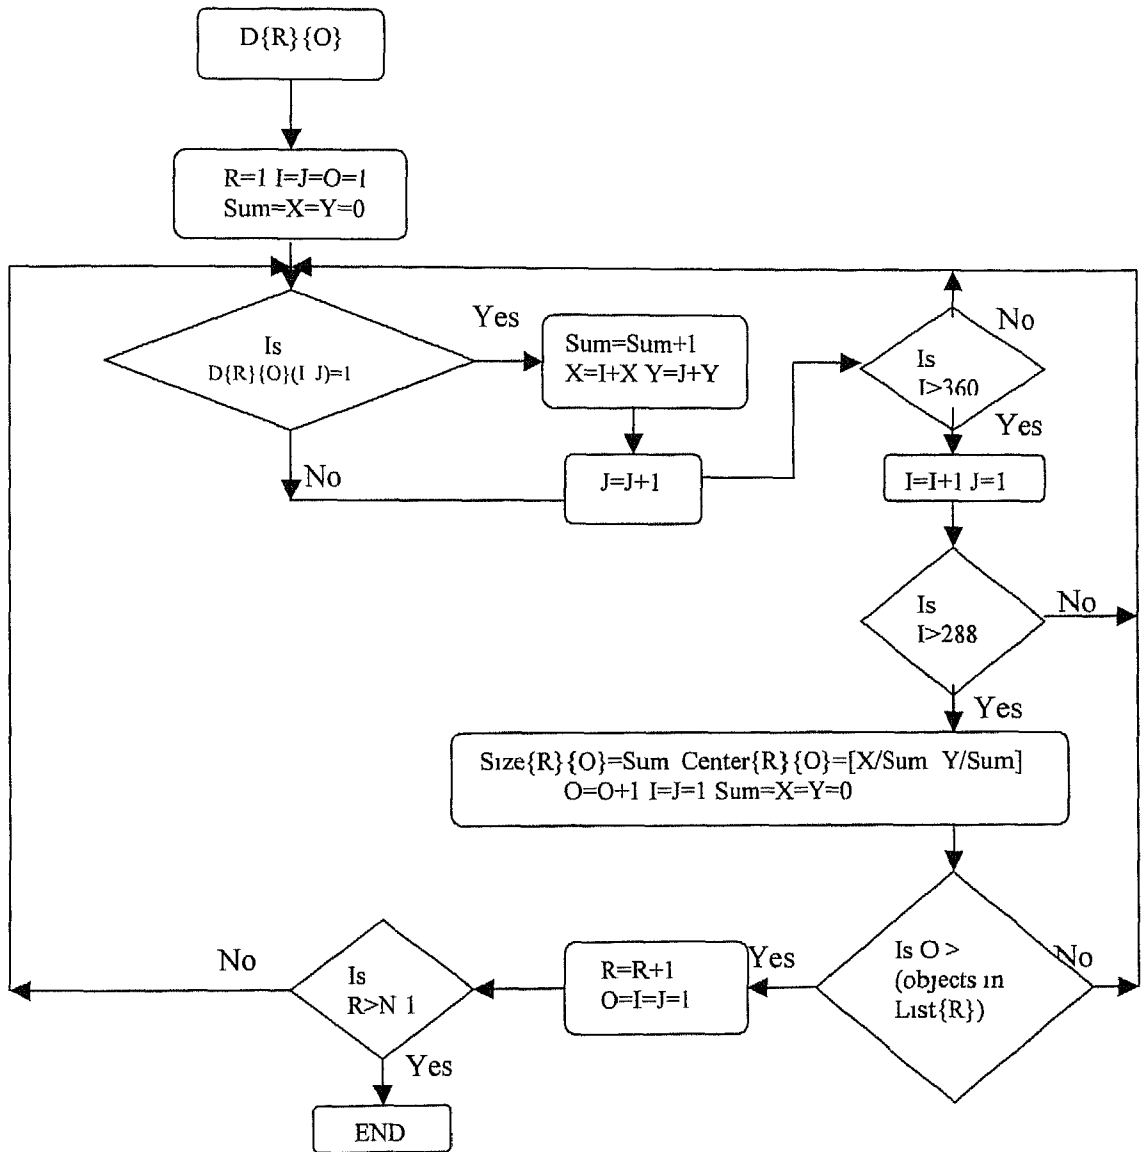 D{R}{O}
R=1 I=J=O=1
Sum=X=Y=0
Is
D{R}{O}(I J)=1
Yes
No
Sum=Sum+1
X=I+X Y=J+Y
J=J+1
Is
I>360
No
Yes
I=I+1 J=1
Is
I>288
No
Yes
Size{R}{O}=Sum Center{R}{O}=[X/Sum Y/Sum]
O=O+1 I=J=1 Sum=X=Y=0
Is O >
(objects in
List{R})
No
Yes
R=R+1
O=I=J=1
Is
R>N 1
No
Yes
END